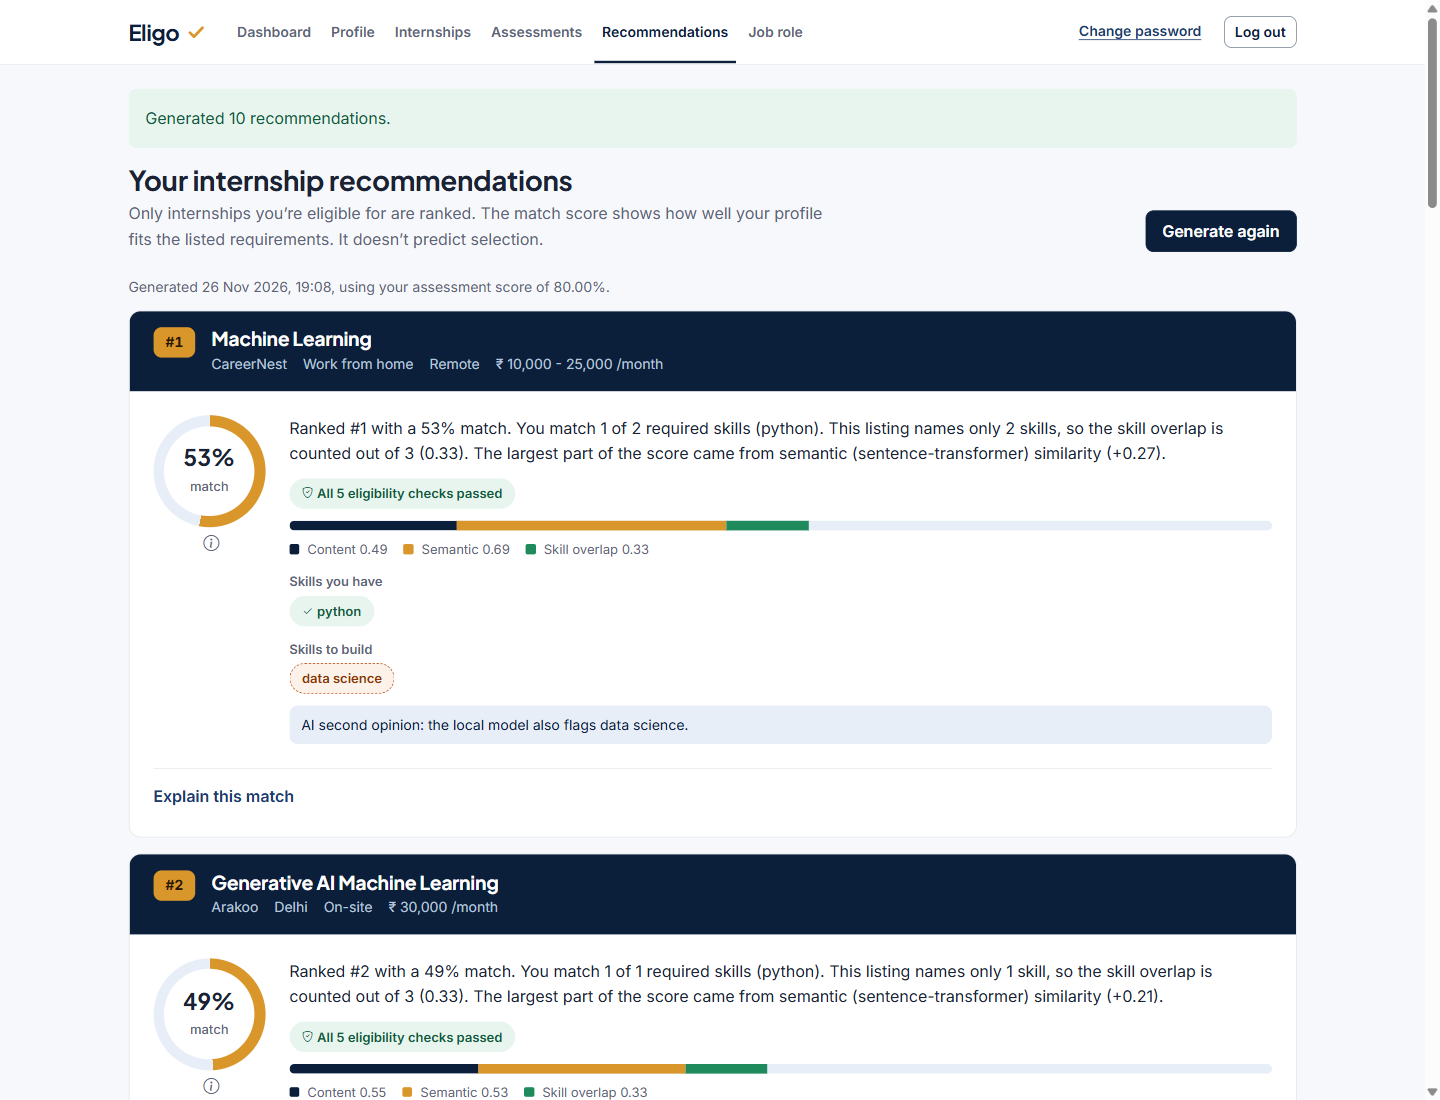 Eligo
Dashboard
Profile
Internships
Assessments
Recommendations
Job role
Change password
Log out
Generated 10 recommendations.
Your internship recommendations
Only internships you’re eligible for are ranked. The match score shows how well your profile
fits the listed requirements. It doesn’t predict selection.
Generate again
Generated 26 Nov 2026, 19:08, using your assessment score of 80.00%.
#1
Machine Learning
CareerNest Work from home Remote ₹ 10,000 - 25,000 /month
53%
match
Ranked #1 with a 53% match. You match 1 of 2 required skills (python). This listing names only 2 skills, so the skill overlap is
counted out of 3 (0.33). The largest part of the score came from semantic (sentence-transformer) similarity (+0.27).
All 5 eligibility checks passed
Content 0.49 Semantic 0.69 Skill overlap 0.33
Skills you have
python
Skills to build
data science
AI second opinion: the local model also flags data science.
Explain this match
#2
Generative AI Machine Learning
Arakoo Delhi On-site ₹ 30,000 /month
49%
match
Ranked #2 with a 49% match. You match 1 of 1 required skills (python). This listing names only 1 skill, so the skill overlap is
counted out of 3 (0.33). The largest part of the score came from semantic (sentence-transformer) similarity (+0.21).
All 5 eligibility checks passed
Content 0.55 Semantic 0.53 Skill overlap 0.33